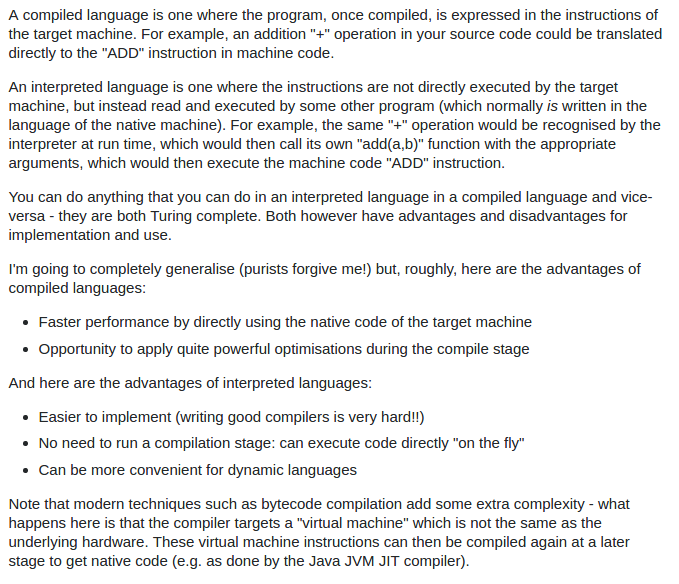 A compiled language is one where the program, once compiled, is expressed in the instructions of
the target machine. For example, an addition "+" operation in your source code could be translated
directly to the "ADD" instruction in machine code.
An interpreted language is one where the instructions are not directly executed by the target
machine, but instead read and executed by some other program (which normally is written in the
language of the native machine). For example, the same "+" operation would be recognised by the
interpreter at run time, which would then call its own "add(a,b)" function with the appropriate
arguments, which would then execute the machine code "ADD" instruction.
You can do anything that you can do in an interpreted language in a compiled language and vice-
versa - they are both Turing complete. Both however have advantages and disadvantages for
implementation and use.
I'm going to completely generalise (purists forgive me!) but, roughly, here are the advantages of
compiled languages:
• Faster performance by directly using the native code of the target machine
• Opportunity to apply quite powerful optimisations during the compile stage
And here are the advantages of interpreted languages:
• Easier to implement (writing good compilers is very hard!!)
• No need to run a compilation stage: can execute code directly "on the fly"
• Can be more convenient for dynamic languages
Note that modern techniques such as bytecode compilation add some extra complexity - what
happens here is that the compiler targets a "virtual machine" which is not the same as the
underlying hardware. These virtual machine instructions can then be compiled again at a later
stage to get native code (e.g. as done by the Java JVM JIT compiler).